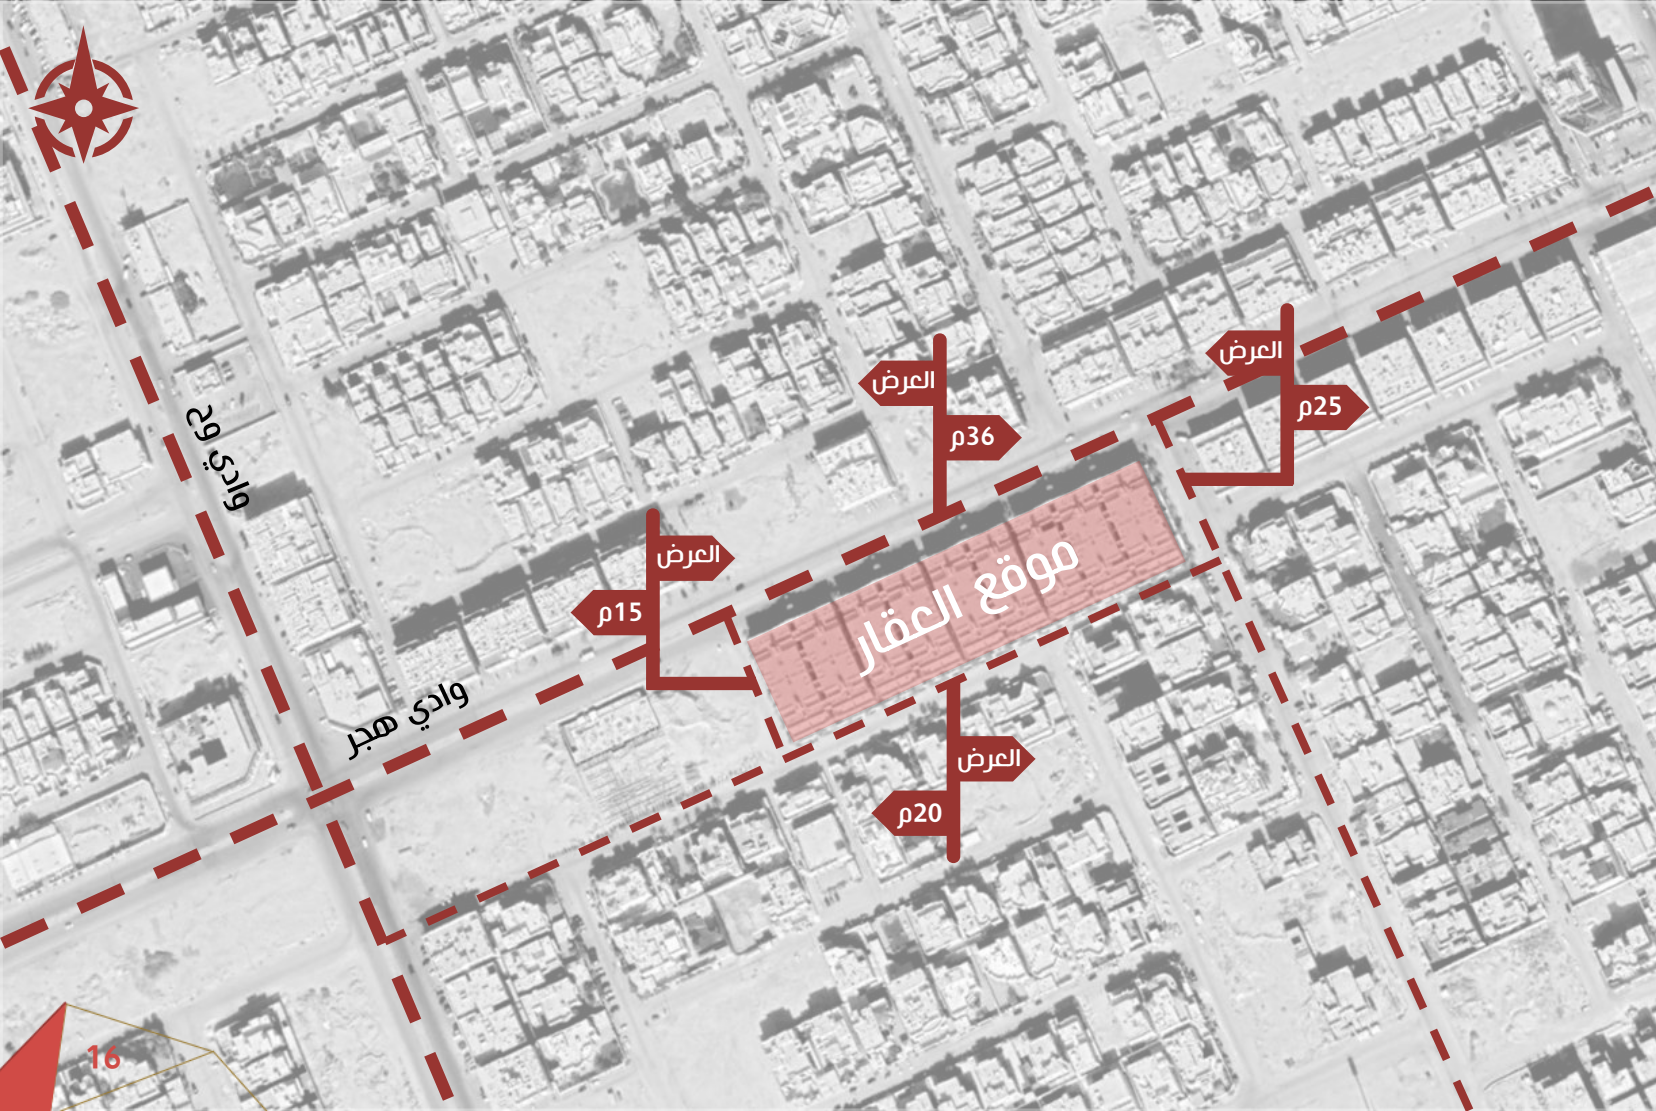 العرض
25م
العرض
36م
وادي وج
العرض
15م
موقع العقار
وادي هجر
العرض
20م
16